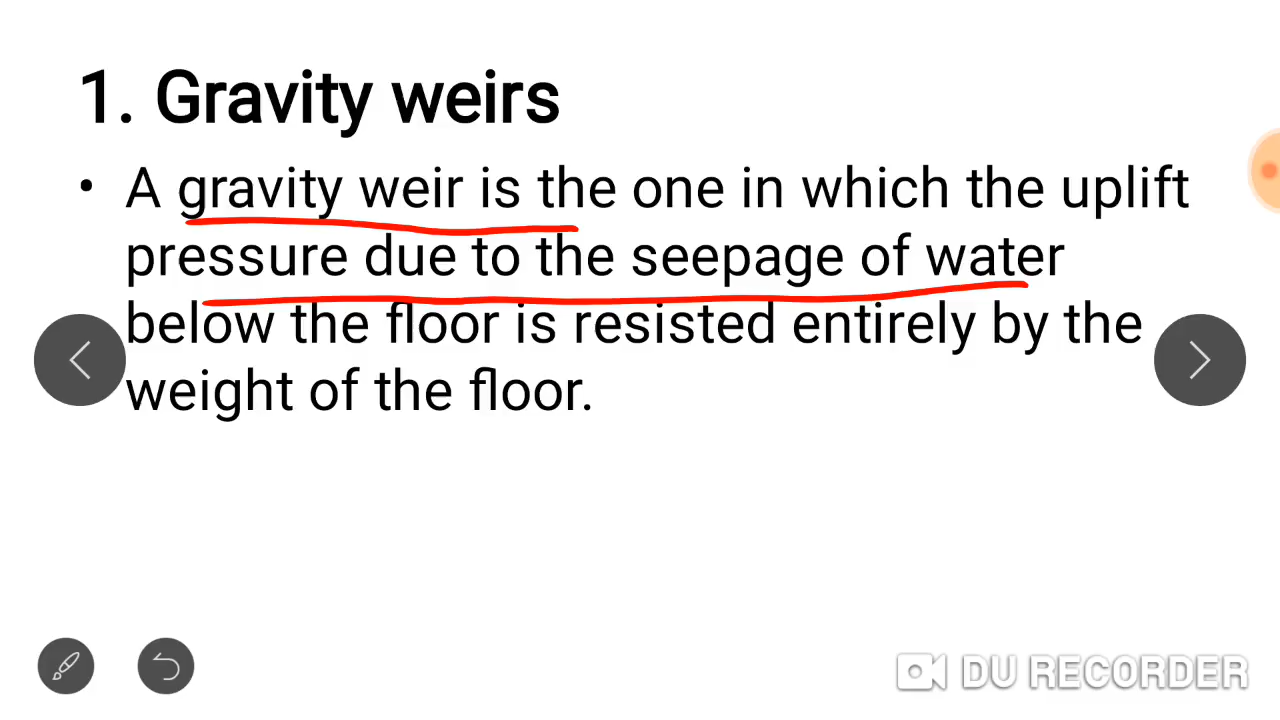 1. Gravity weirs
• A gravity weir is the one in which the uplift
pressure due to the seepage of water
below the floor is resisted entirely by the
weight of the floor.
DU RECORDER